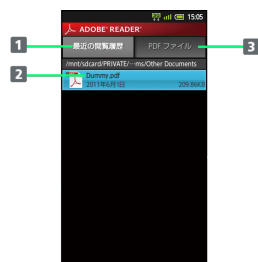 15:05
ADOBE® READER®
1
最近の閲覧履歴
PDF ファイル
3
/mnt/sdcard/PRIVATE/…ms/Other Documents
2
Dummy.pdf
2011年6月1日
209.86KB